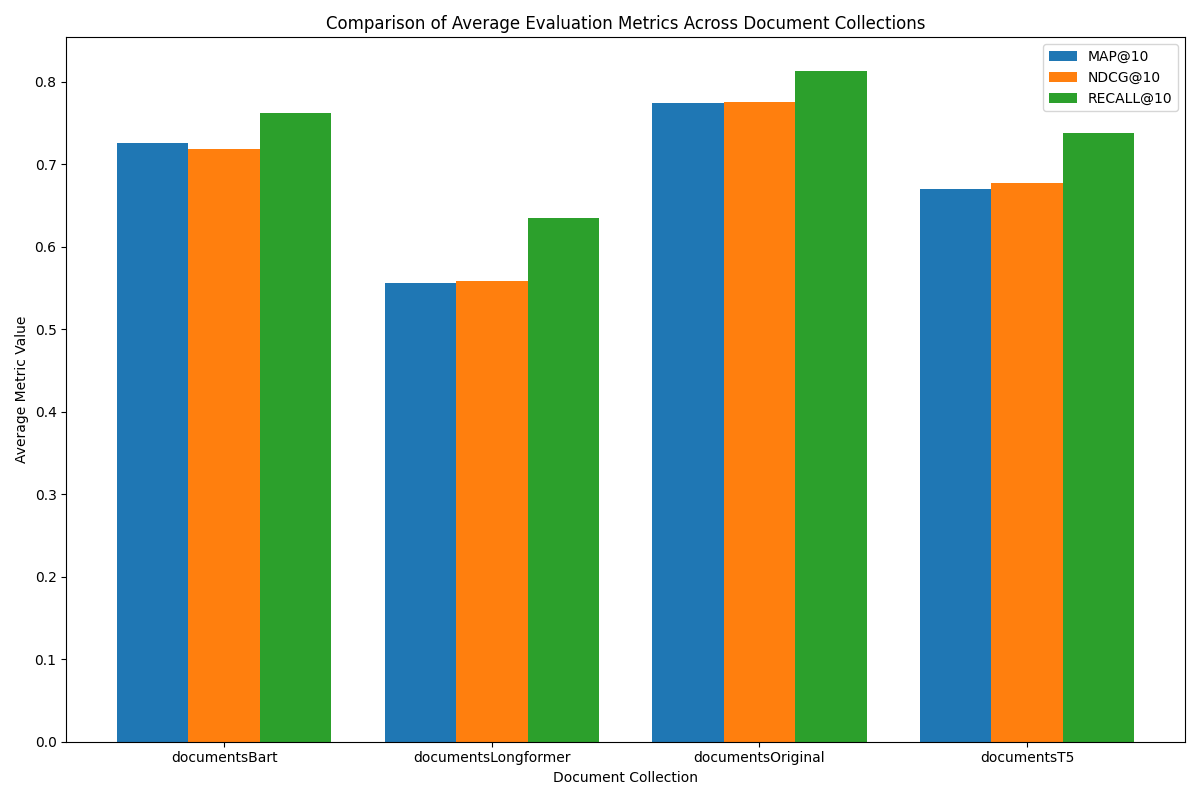 Comparison of Average Evaluation Metrics Across Document Collections
MAP@10
NDCG@10
RECALL@10
Average Metric Value
0.8
0.7
0.6
0.5
0.4
0.3
0.2
0.1
0.0
documentsBart
documentsLongformer
documentsOriginal
documentsT5
Document Collection